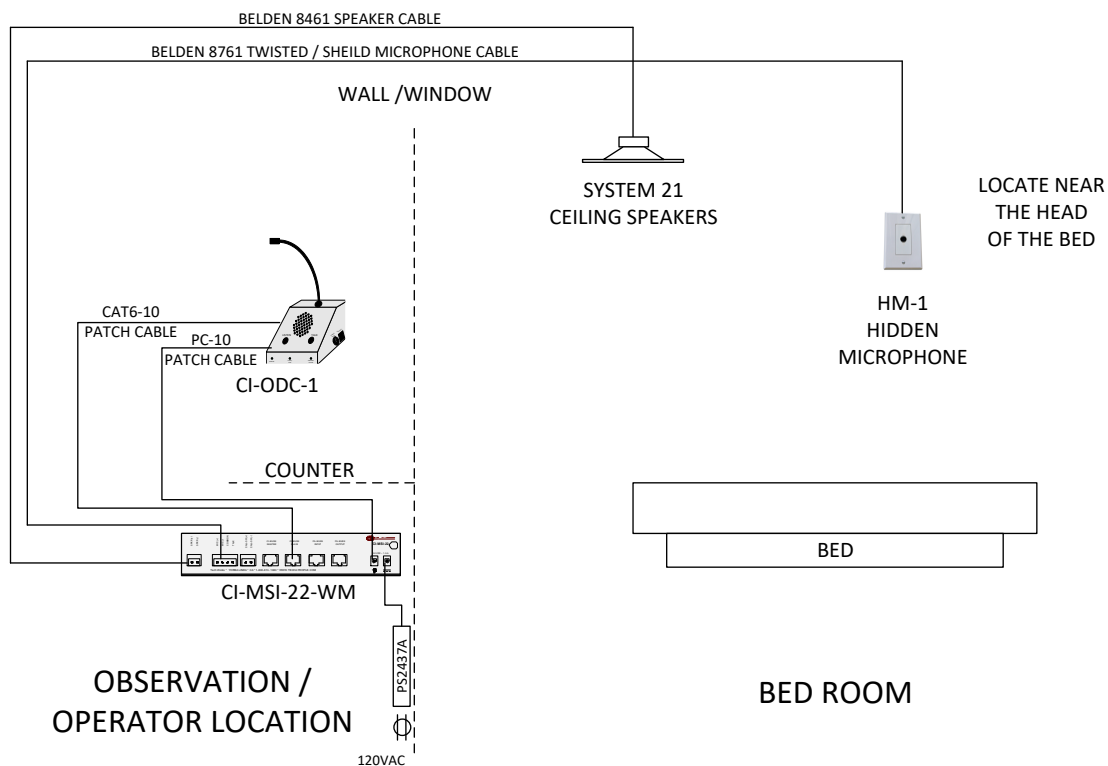 BELDEN 8461 SPEAKER CABLE
BELDEN 8761 TWISTED / SHEILD MICROPHONE CABLE
WALL /WINDOW
SYSTEM 21
CEILING SPEAKERS
LOCATE NEAR
THE HEAD
OF THE BED
HM-1
HIDDEN
MICROPHONE
CAT6-10
PATCH CABLE
PC-10
PATCH CABLE
CI-ODC-1
COUNTER
CI-MSI-22-WM
BED
PS2437A
OBSERVATION /
OPERATOR LOCATION
BED ROOM
120VAC